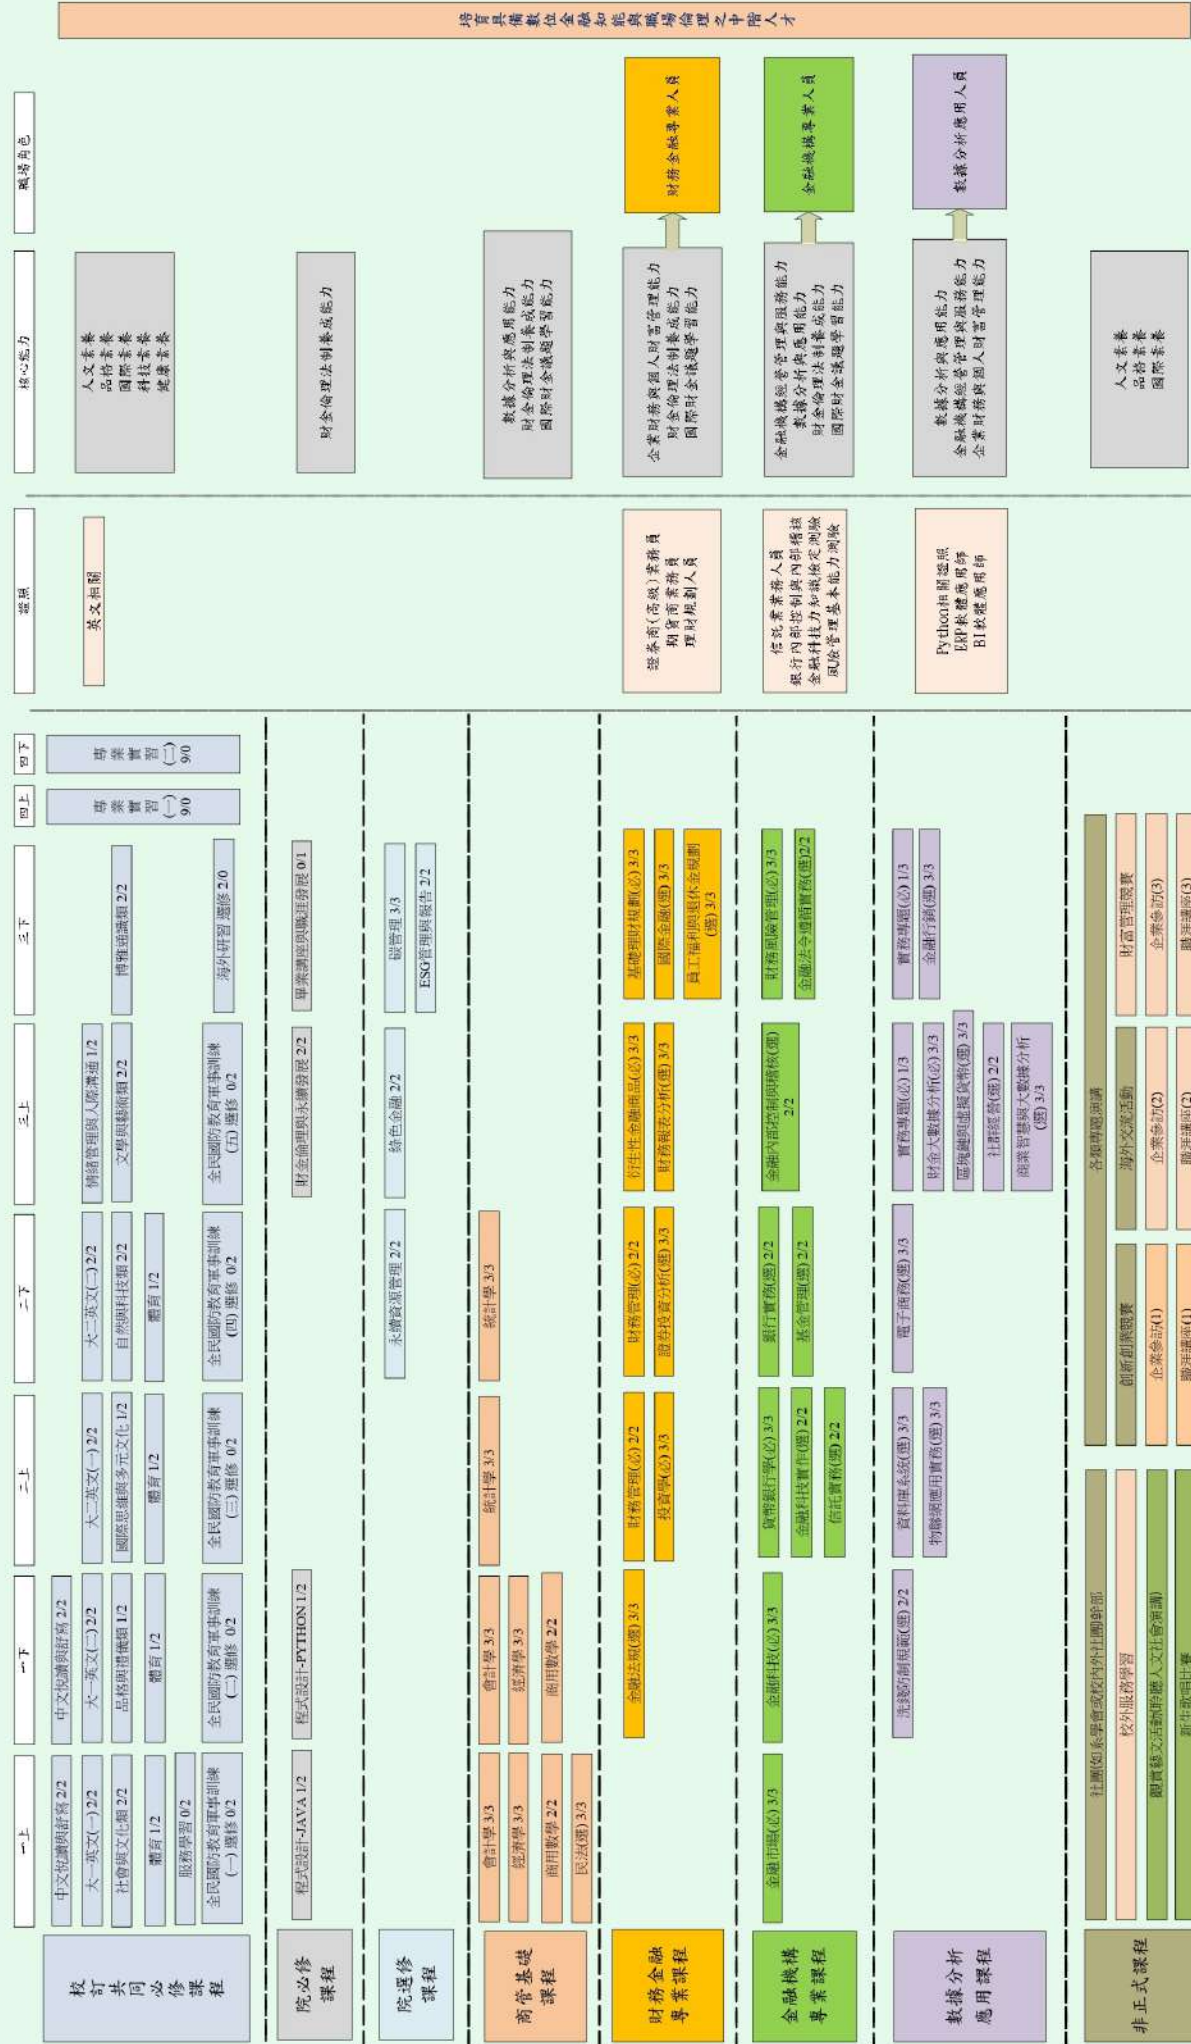 一上
一下
二上
二下
三上
三下
四上
四下
證照
核心能力
職場角色
校訂共同必修課程
中文悅讀與舒寫 2/2
大一英文(一) 2/2
社會與文化類 2/2
體育 1/2
服務學習 0/2
全民國防教育軍事訓練
(一) 選修 0/2
中文悅讀與舒寫 2/2
大一英文(二) 2/2
品格與禮儀類 1/2
體育 1/2
全民國防教育軍事訓練
(二) 選修 0/2
大二英文(一) 2/2
國際思維與多元文化 1/2
體育 1/2
全民國防教育軍事訓練
(三) 選修 0/2
大二英文(二) 2/2
自然與科技類 2/2
體育 1/2
全民國防教育軍事訓練
(四) 選修 0/2
情緒管理與人際溝通 1/2
文學與藝術類 2/2
全民國防教育軍事訓練
(五) 選修 0/2
博雅通識類 2/2
海外研習 選修 2/0
專業實習(一) 9/0
專業實習(二) 9/0
英文相關
人文素養
品格素養
國際素養
科技素養
健康素養
院必修
課程
程式設計-JAVA 1/2
程式設計-PYTHON 1/2
財金倫理與永續發展 2/2
畢業講座與職涯發展 0/1
財金倫理法制養成能力
院選修
課程
永續資源管理 2/2
綠色金融 2/2
碳管理 3/3
ESG管理與報告 2/2
商管基礎
課程
會計學 3/3
經濟學 3/3
商用數學 2/2
民法(選) 3/3
會計學 3/3
經濟學 3/3
商用數學 2/2
統計學 3/3
統計學 3/3
數據分析與應用能力
財金倫理法制養成能力
國際財金議題學習能力
財務金融
專業課程
金融法規(選) 3/3
財務管理(必) 2/2
投資學(必) 3/3
財務管理(必) 2/2
證券投資分析(選) 3/3
衍生性金融商品(必) 3/3
財務報表分析(選) 3/3
基礎理財規劃(必) 3/3
國際金融(選) 3/3
員工福利與退休金規劃
(選) 3/3
證券商(高級)業務員
期貨商業務員
理財規劃人員
企業財務與個人財富管理能力
財金倫理法制養成能力
國際財金議題學習能力
財務金融專業人員
金融機構
專業課程
金融市場(必) 3/3
金融科技(必) 3/3
貨幣銀行學(必) 3/3
金融科技實作(選) 2/2
信託實務(選) 2/2
銀行實務(選) 2/2
基金管理(選) 2/2
金融內部控制與稽核(選)
2/2
財務風險管理(必) 3/3
金融法令遵循實務(選)2/2
信託業業務人員
銀行內部控制與內部稽核
金融科技力知識檢定測驗
風險管理基本能力測驗
金融機構經營管理與服務能力
數據分析與應用能力
財金倫理法制養成能力
國際財金議題學習能力
金融機構專業人員
數據分析
應用課程
洗錢防制規範(選) 2/2
資料庫系統(選) 3/3
物聯網應用實務(選) 3/3
電子商務(選) 3/3
實務專題(必) 1/3
財金大數據分析(必) 3/3
區塊鏈與虛擬貨幣(選) 3/3
社群經營(選) 2/2
商業智慧與大數據分析
(選) 3/3
實務專題(必) 1/3
金融行銷(選) 3/3
Python相關證照
ERP軟體應用師
BI軟體應用師
數據分析與應用能力
金融機構經營管理與服務能力
企業財務與個人財富管理能力
數據分析應用人員
非正式課程
社團(如系學會或校內外社團)幹部
校外服務學習
觀賞藝文活動(聆聽人文社會演講)
新生歌唱比賽
各類專題演講
創新創業競賽
企業參訪(1)
職涯講座(1)
海外交流活動
企業參訪(2)
職涯講座(2)
財富管理競賽
企業參訪(3)
職涯講座(3)
人文素養
品格素養
國際素養
培育具備數位金融知能與職場倫理之中階人才